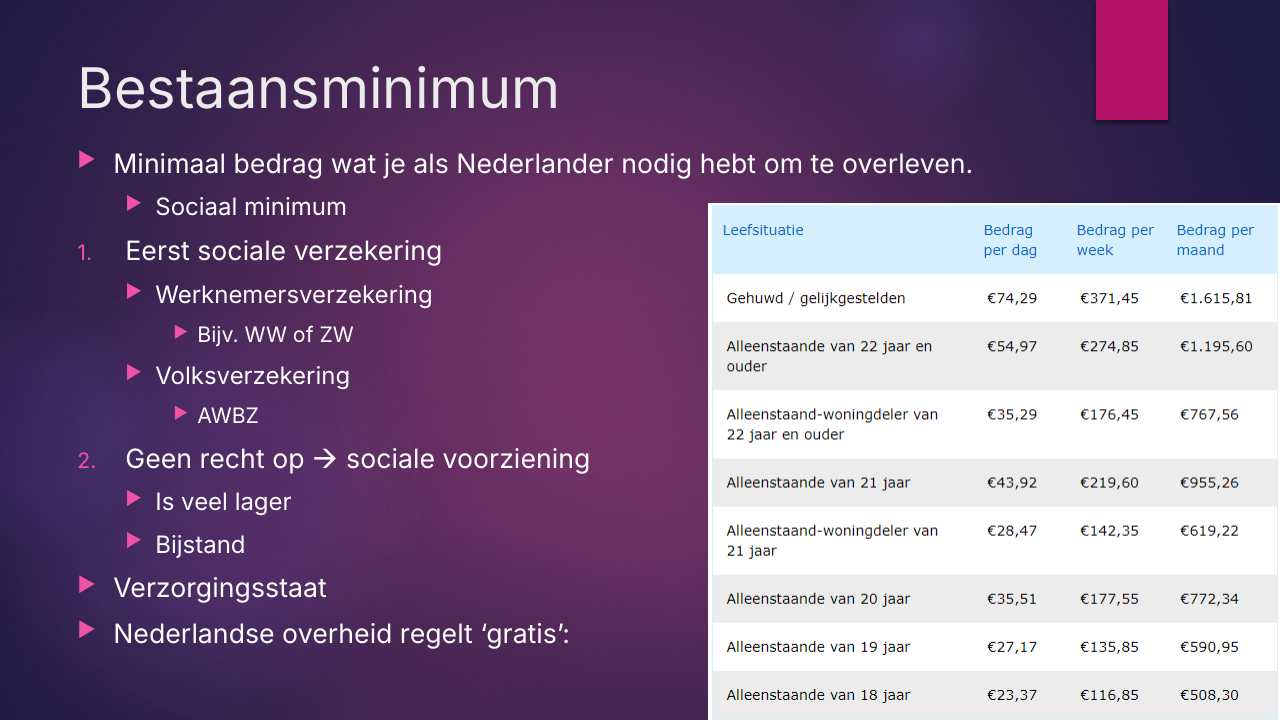 Bestaansminimum
Minimaal bedrag wat je als Nederlander nodig hebt om te overleven.
Sociaal minimum
1. Eerst sociale verzekering
Werknemersverzekering
Bijv. WW of ZW
Volksverzekering
AWBZ
2. Geen recht op → sociale voorziening
Is veel lager
Bijstand
Verzorgingsstaat
Nederlandse overheid regelt ‘gratis’:
Leefsituatie Bedrag per dag Bedrag per week Bedrag per maand
Gehuwd / gelijkgestelden €74,29 €371,45 €1.615,81
Alleenstaande van 22 jaar en ouder €54,97 €274,85 €1.195,60
Alleenstaand-woningdeler van 22 jaar en ouder €35,29 €176,45 €767,56
Alleenstaande van 21 jaar €43,92 €219,60 €955,26
Alleenstaand-woningdeler van 21 jaar €28,47 €142,35 €619,22
Alleenstaande van 20 jaar €35,51 €177,55 €772,34
Alleenstaande van 19 jaar €27,17 €135,85 €590,95
Alleenstaande van 18 jaar €23,37 €116,85 €508,30